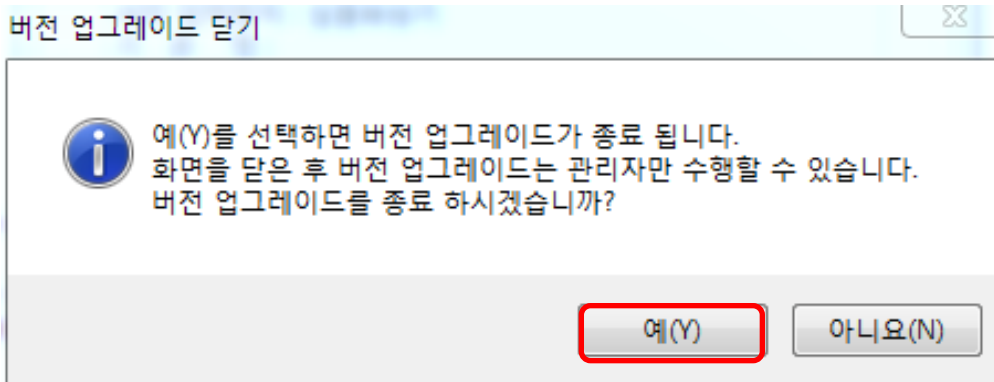 버전 업그레이드 닫기
예(Y)를 선택하면 버전 업그레이드가 종료 됩니다.
화면을 닫은 후 버전 업그레이드는 관리자만 수행할 수 있습니다.
버전 업그레이드를 종료 하시겠습니까?
예(Y)
아니요(N)